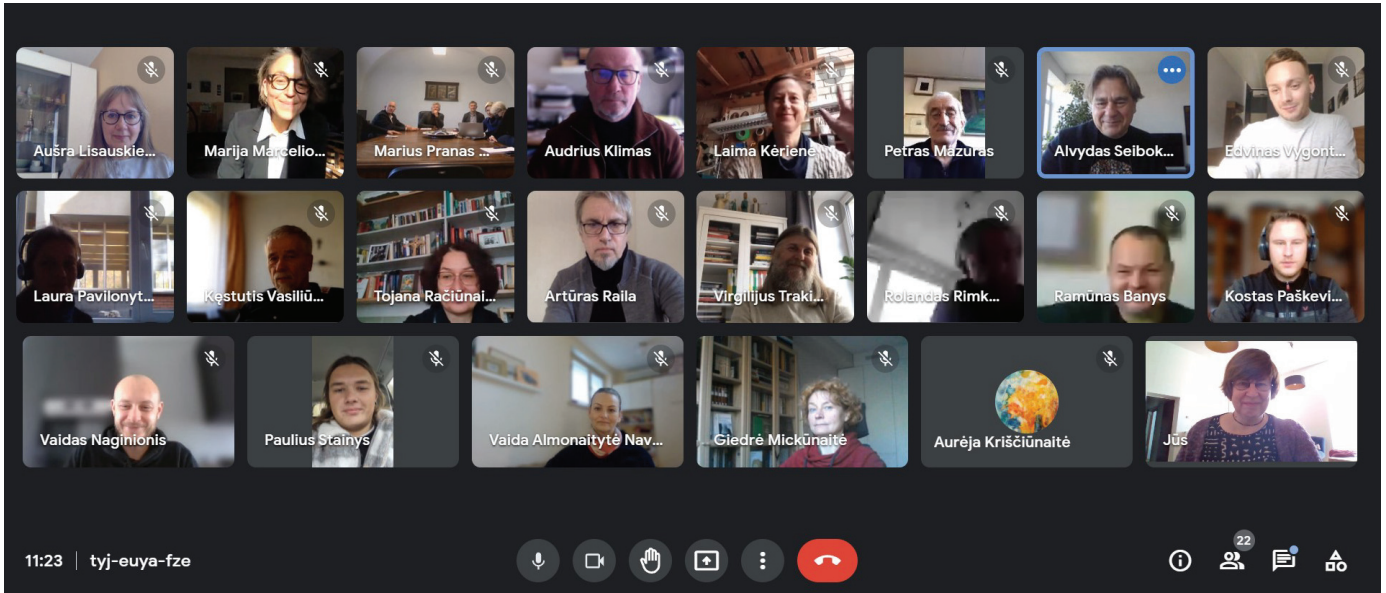 Aušra Lisauskie...
Marija Marcelio...
Marius Pranas ...
Audrius Klimas
Laima Kėrienė
Petras Mazūras
Alvydas Šeibok...
Edvinas Vygont...
Laura Pavilonyt...
Kęstutis Vasiliū...
Tojana Račiūnai...
Artūras Raila
Virgilijus Traki...
Rolandas Rimk...
Ramūnas Banys
Kostas Paškevi...
Vaidas Naginionis
Paulius Stainys
Vaida Almonaitytė Nav...
Giedrė Mickūnaitė
Aurėja Kriščiūnaitė
Jūs
11:23 | tyj-euya-fze
22